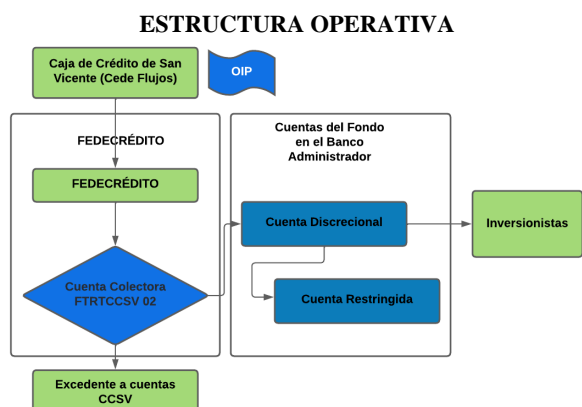 ESTRUCTURA OPERATIVA
Caja de Crédito de San
Vicente (Cede Flujos)
OIP
FEDECRÉDITO
FEDECRÉDITO
Cuenta Colectora
FTRTCCSV 02
Excedente a cuentas
CCSV
Cuentas del Fondo
en el Banco
Administrador
Cuenta Discrecional
Cuenta Restringida
Inversionistas